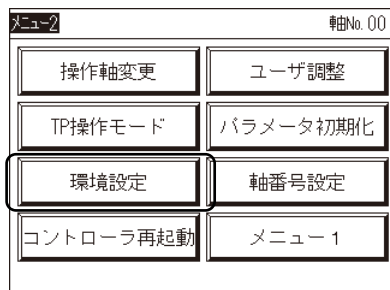 メニュー2 軸No. 00
操作軸変更 ユーザ調整
TP操作モード パラメータ初期化
環境設定 軸番号設定
コントローラ再起動 メニュー1